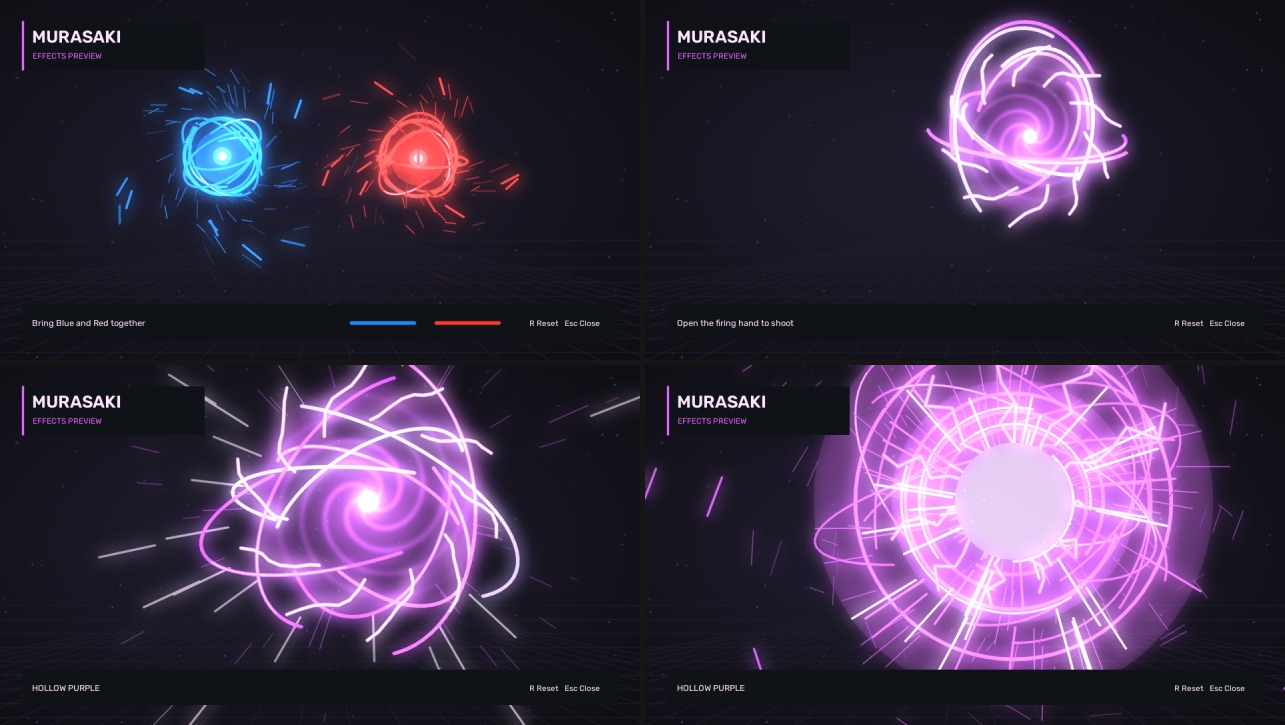 MURASAKI
EFFECTS PREVIEW
Bring Blue and Red together
R Reset Esc Close
MURASAKI
EFFECTS PREVIEW
Open the firing hand to shoot
R Reset Esc Close
MURASAKI
EFFECTS PREVIEW
HOLLOW PURPLE
R Reset Esc Close
MURASAKI
EFFECTS PREVIEW
HOLLOW PURPLE
R Reset Esc Close